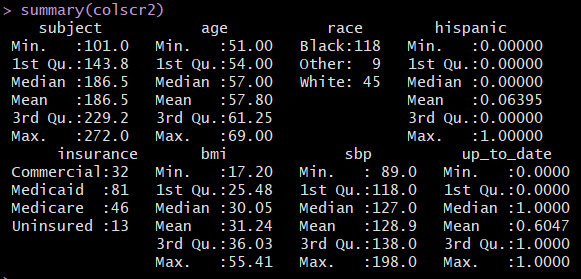 > summary(colscr2)
    subject           age            race        hispanic
 Min.   :101.0   Min.   :51.00   Black:118   Min.   :0.00000
 1st Qu.:143.8   1st Qu.:54.00   Other:  9   1st Qu.:0.00000
 Median :186.5   Median :57.00   White: 45   Median :0.00000
 Mean   :186.5   Mean   :57.80               Mean   :0.06395
 3rd Qu.:229.2   3rd Qu.:61.25               3rd Qu.:0.00000
 Max.   :272.0   Max.   :69.00               Max.   :1.00000
      insurance       bmi             sbp          up_to_date
 Commercial:32   Min.   :17.20   Min.   : 89.0   Min.   :0.0000
 Medicaid  :81   1st Qu.:25.48   1st Qu.:118.0   1st Qu.:0.0000
 Medicare  :46   Median :30.05   Median :127.0   Median :1.0000
 Uninsured :13   Mean   :31.24   Mean   :128.9   Mean   :0.6047
                 3rd Qu.:36.03   3rd Qu.:138.0   3rd Qu.:1.0000
                 Max.   :55.41   Max.   :198.0   Max.   :1.0000